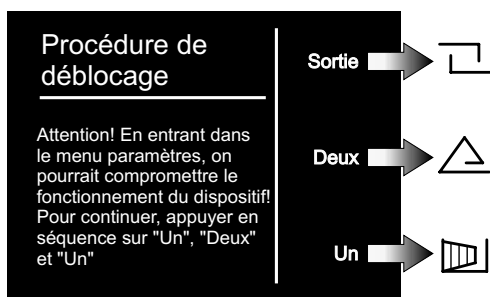 Procédure de
déblocage
Attention! En entrant dans
le menu paramètres, on
pourrait compromettre le
fonctionnement du dispositif!
Pour continuer, appuyer en
séquence sur "Un", "Deux"
et "Un"
Sortie
Deux
Un